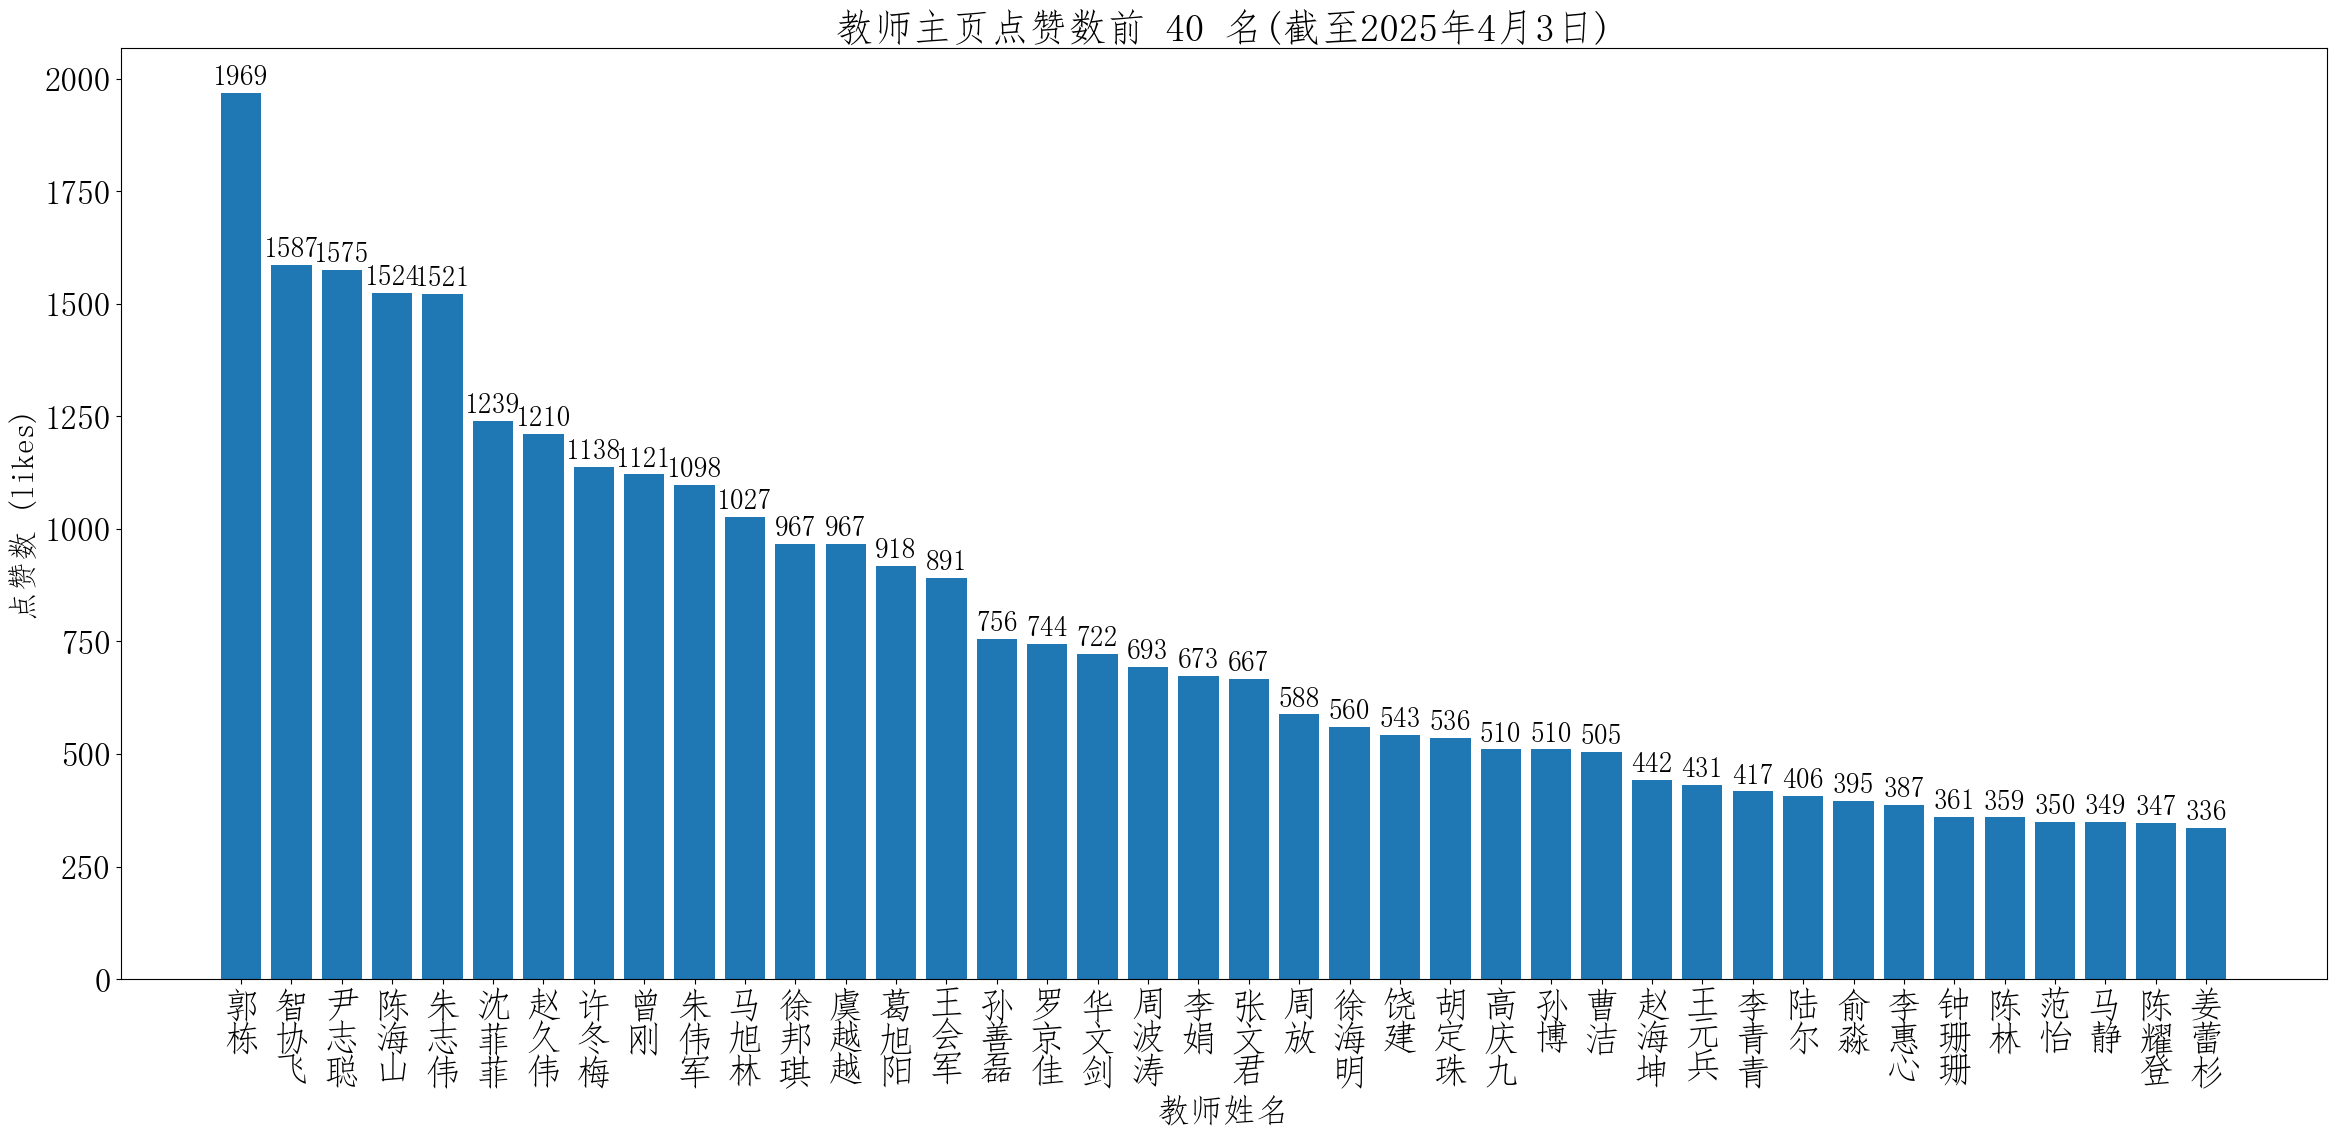 教师主页点赞数前 40 名(截至2025年4月3日)
点赞数 (likes)
2000
1750
1500
1250
1000
750
500
250
0
1969
1587
1575
1524
1521
1239
1210
1138
1121
1098
1027
967
967
918
891
756
744
722
693
673
667
588
560
543
536
510
510
505
442
431
417
406
395
387
361
359
350
349
347
336
郭栋
智协飞
尹志聪
陈海山
朱志伟
沈菲菲
赵久伟
许冬梅
曾刚
朱伟军
马旭林
徐邦琪
虞越越
葛旭阳
王会军
孙善磊
罗京佳
华文剑
周波涛
李娟
张文君
周放
徐海明
饶建
胡定珠
高庆九
孙博
曹洁
赵海坤
王元兵
李青青
陆尔
俞淼
李惠心
钟珊珊
陈林
范怡
马静
陈耀登
姜蕾杉
教师姓名